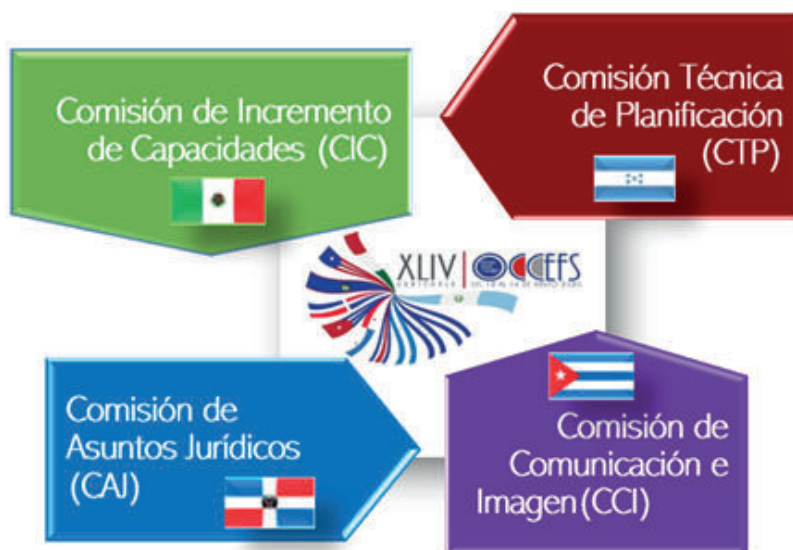 Comisión de Incremento
de Capacidades (CIC)
Comisión Técnica
de Planificación
(CTP)
XLIV OCCEFS
GUATEMALA
Comisión de
Asuntos Jurídicos
(CAJ)
Comisión de
Comunicación e
Imagen (CCI)